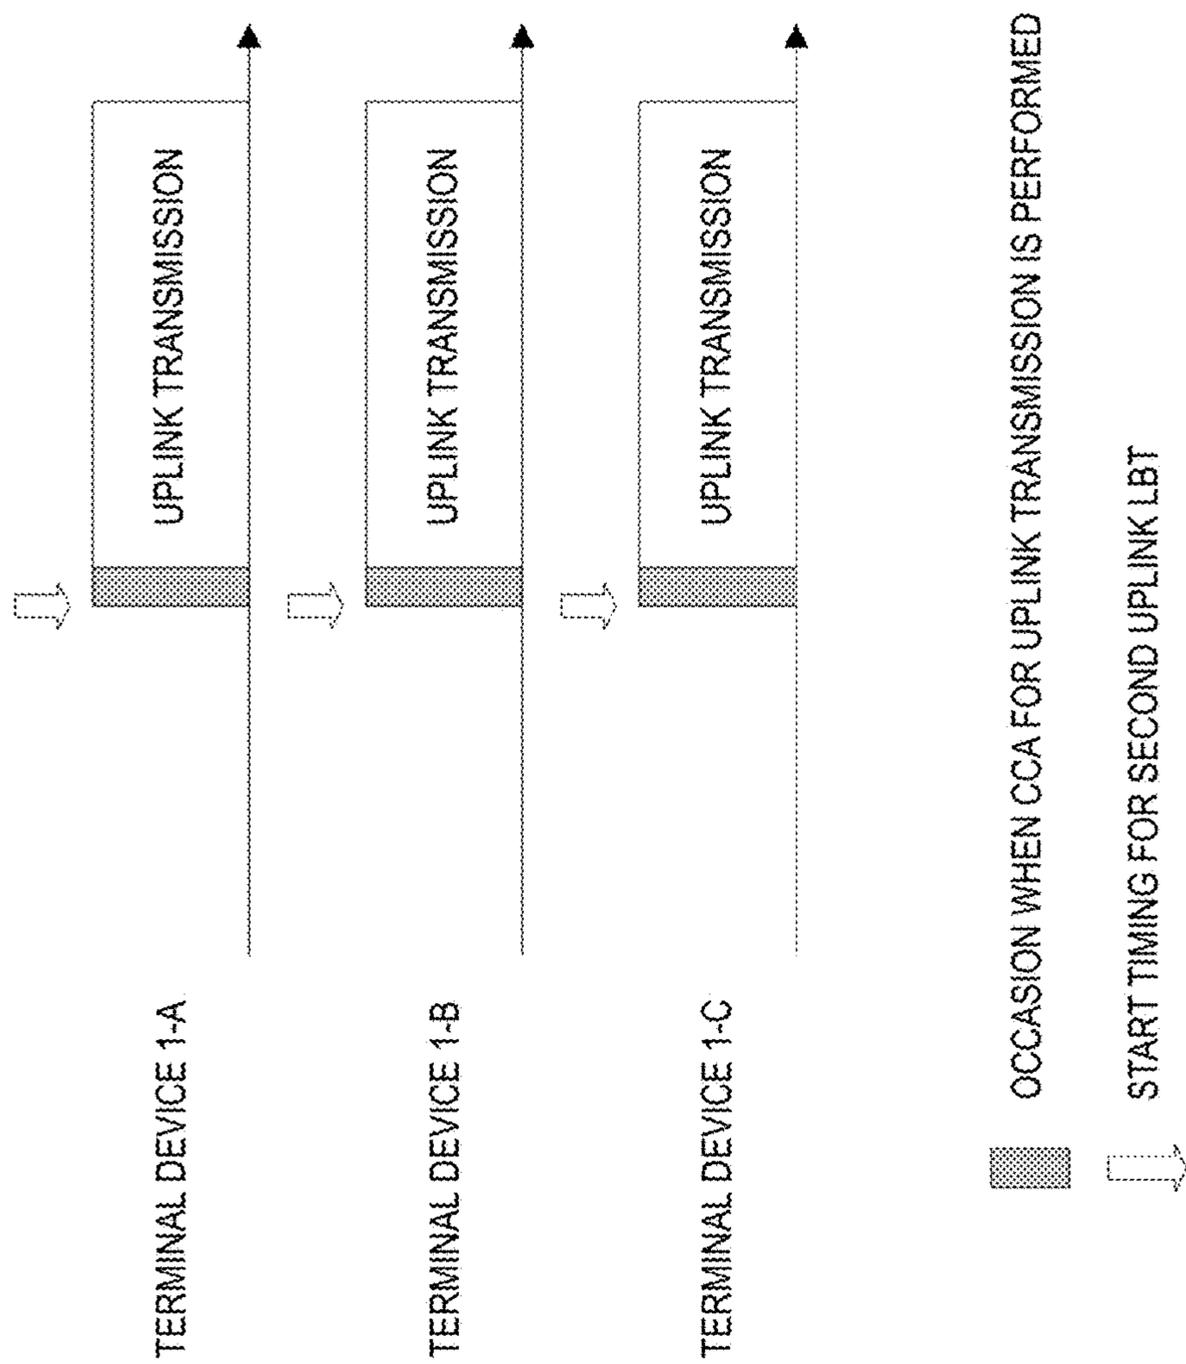 TERMINAL DEVICE 1-A
UPLINK TRANSMISSION
TERMINAL DEVICE 1-B
UPLINK TRANSMISSION
TERMINAL DEVICE 1-C
UPLINK TRANSMISSION
OCCASION WHEN CCA FOR UPLINK TRANSMISSION IS PERFORMED
START TIMING FOR SECOND UPLINK LBT